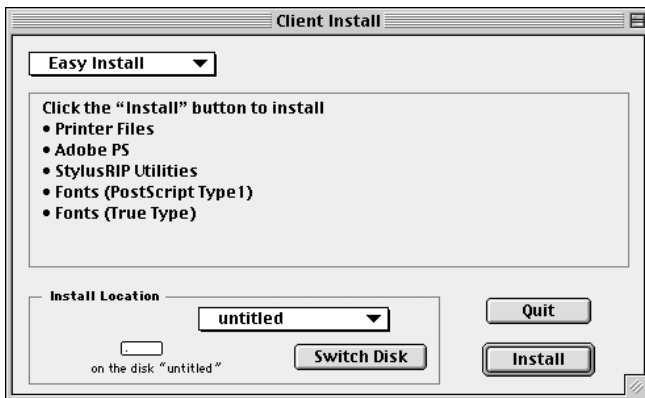 Client Install
Easy Install
Click the “Install” button to install
• Printer Files
• Adobe PS
• StylusRIP Utilities
• Fonts (PostScript Type1)
• Fonts (True Type)
Install Location
untitled
Quit
Switch Disk
Install
on the disk “untitled”